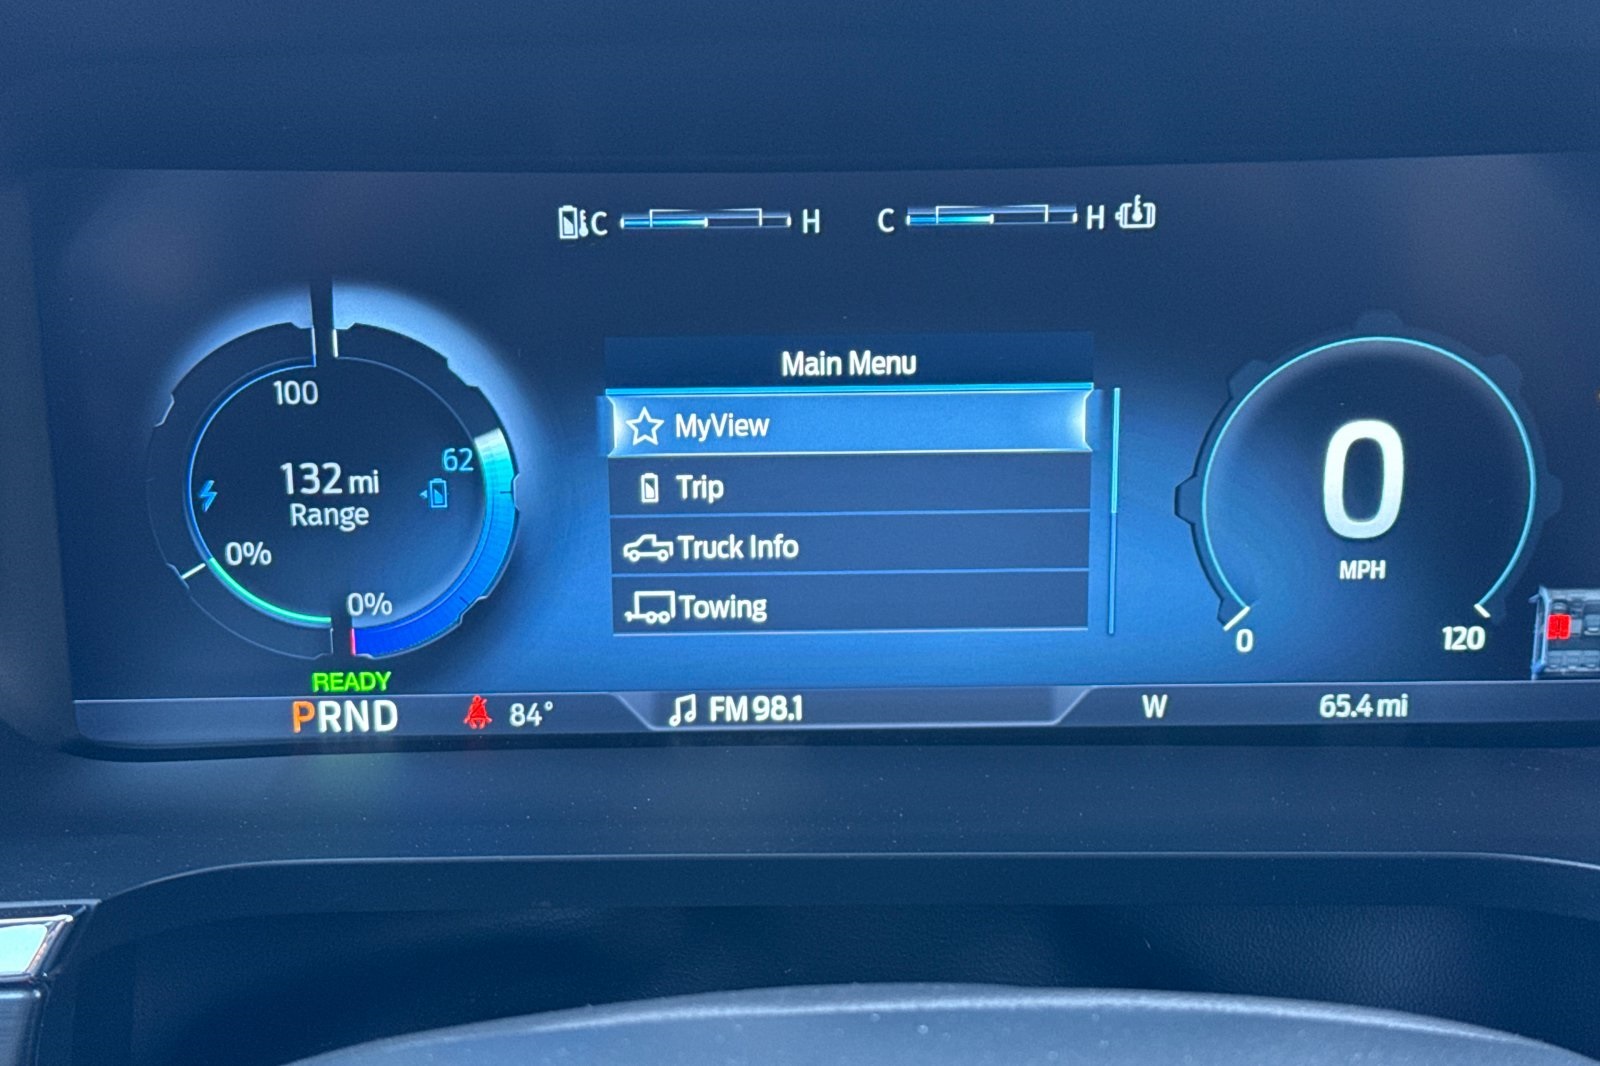 C H
C H
Main Menu
MyView
Trip
Truck Info
Towing
100
62
132 mi
Range
0%
0%
READY
PRND
84°
FM 98.1
0
MPH
0
120
W
65.4 mi